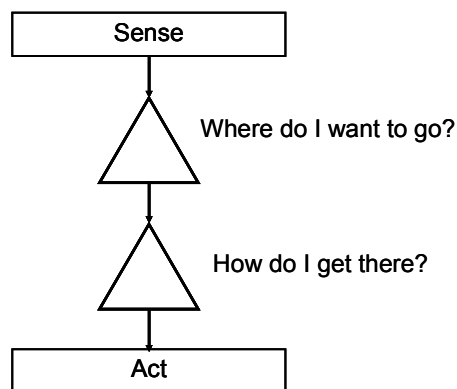 Sense
Where do I want to go?
How do I get there?
Act